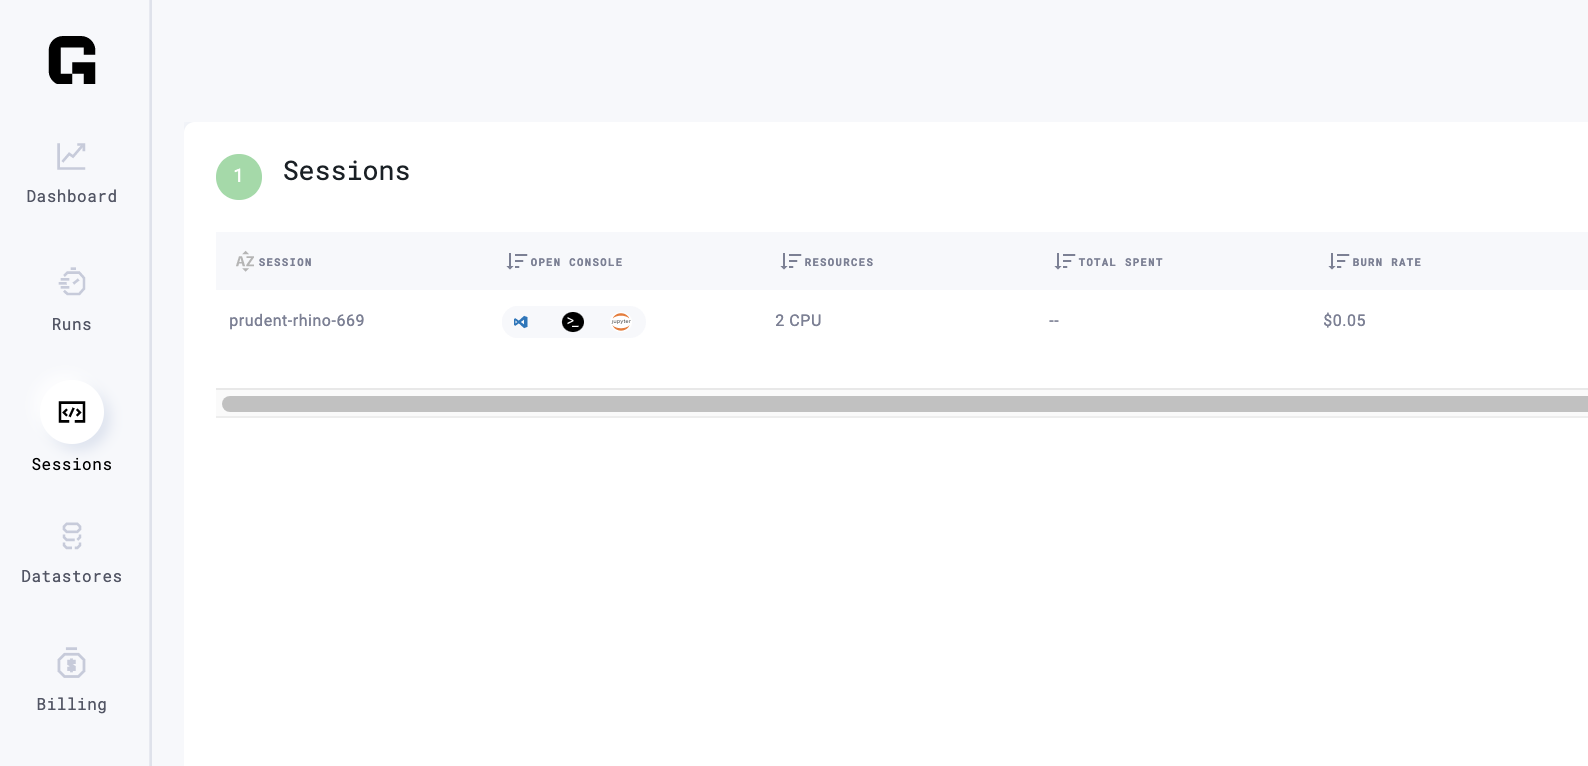 Dashboard
Runs
Sessions
Datastores
Billing
1 Sessions
AZ SESSION OPEN CONSOLE RESOURCES TOTAL SPENT BURN RATE
prudent-rhino-669 >_ jupyter 2 CPU -- $0.05